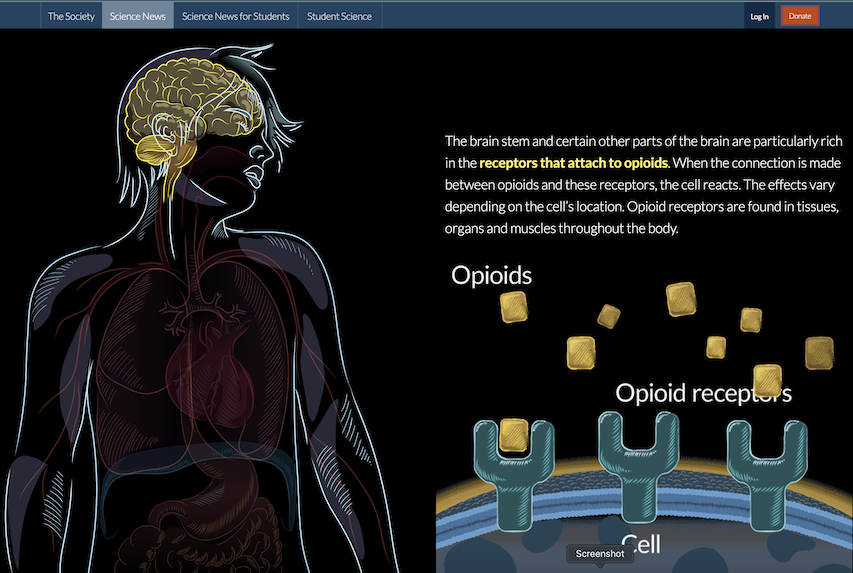 The Society Science News Science News for Students Student Science Log In Donate
The brain stem and certain other parts of the brain are particularly rich
in the receptors that attach to opioids. When the connection is made
between opioids and these receptors, the cell reacts. The effects vary
depending on the cell's location. Opioid receptors are found in tissues,
organs and muscles throughout the body.
Opioids
Opioid receptors
Cell
Screenshot